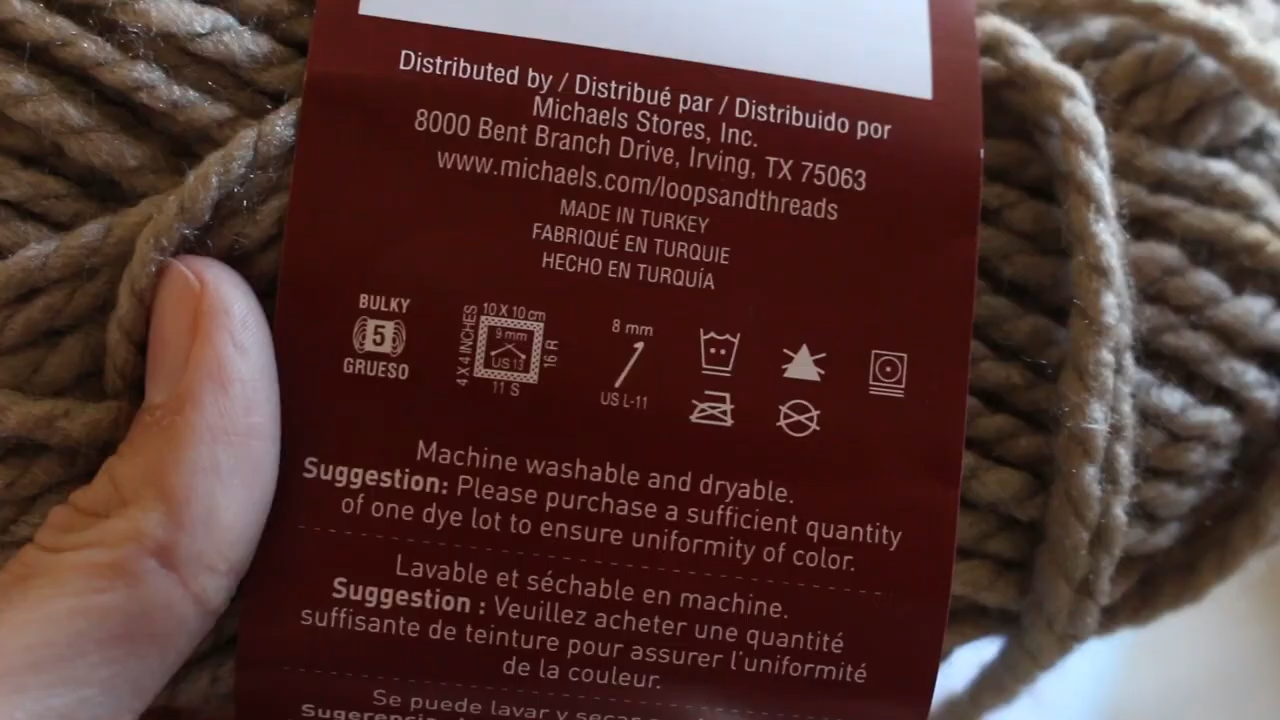 Distributed by / Distribué par / Distribuido por
Michaels Stores, Inc.
8000 Bent Branch Drive, Irving, TX 75063
www.michaels.com/loopsandthreads
MADE IN TURKEY
FABRIQUÉ EN TURQUIE
HECHO EN TURQUÍA
BULKY
5
GRUESO
4 X 4 INCHES
10 X 10 cm
9 mm
US 13
16 R
11 S
8 mm
US L-11
Machine washable and dryable.
Suggestion: Please purchase a sufficient quantity
of one dye lot to ensure uniformity of color.
Lavable et séchable en machine.
Suggestion : Veuillez acheter une quantité
suffisante de teinture pour assurer l'uniformité
de la couleur.
Se puede lavar y secar